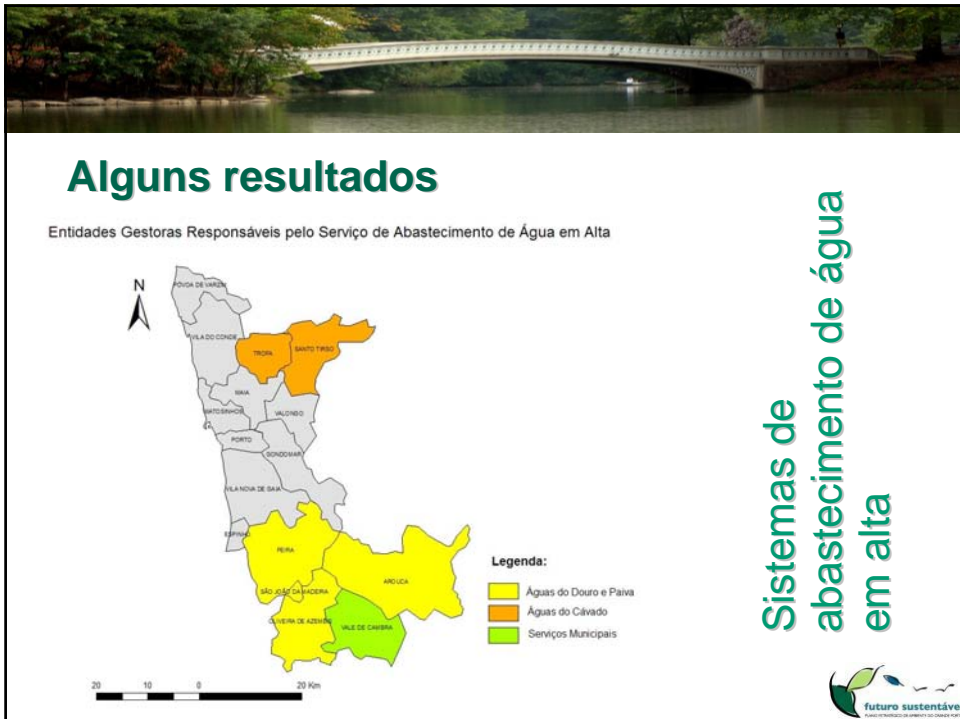 Alguns resultados
Entidades Gestoras Responsáveis pelo Serviço de Abastecimento de Água em Alta
N
PÓVOA DE VARZIM
VILA DO CONDE
TROFA
SANTO TIRSO
MAIA
MATOSINHOS
VALONGO
PORTO
GONDOMAR
VILA NOVA DE GAIA
ESPINHO
FEIRA
AROUCA
SÃO JOÃO DA MADEIRA
OLIVEIRA DE AZEMÉIS
VALE DE CAMBRA
Legenda:
Águas do Douro e Paiva
Águas do Cávado
Serviços Municipais
20 10 0 20 Km
Sistemas de
abastecimento de água
em alta
futuro sustentáve